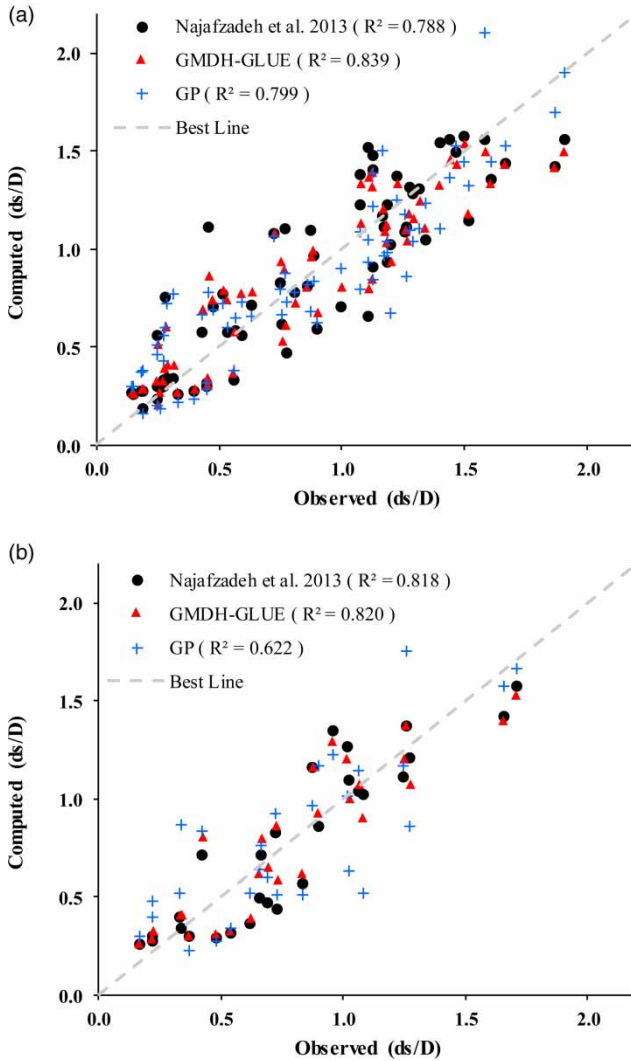 (a)
Najafzadeh et al. 2013 ( R² = 0.788 )
GMDH-GLUE ( R² = 0.839 )
GP ( R² = 0.799 )
Best Line
2.0
1.5
1.0
0.5
0.0
Computed (ds/D)
0.0 0.5 1.0 1.5 2.0
Observed (ds/D)
(b)
Najafzadeh et al. 2013 ( R² = 0.818 )
GMDH-GLUE ( R² = 0.820 )
GP ( R² = 0.622 )
Best Line
2.0
1.5
1.0
0.5
0.0
Computed (ds/D)
0.0 0.5 1.0 1.5 2.0
Observed (ds/D)